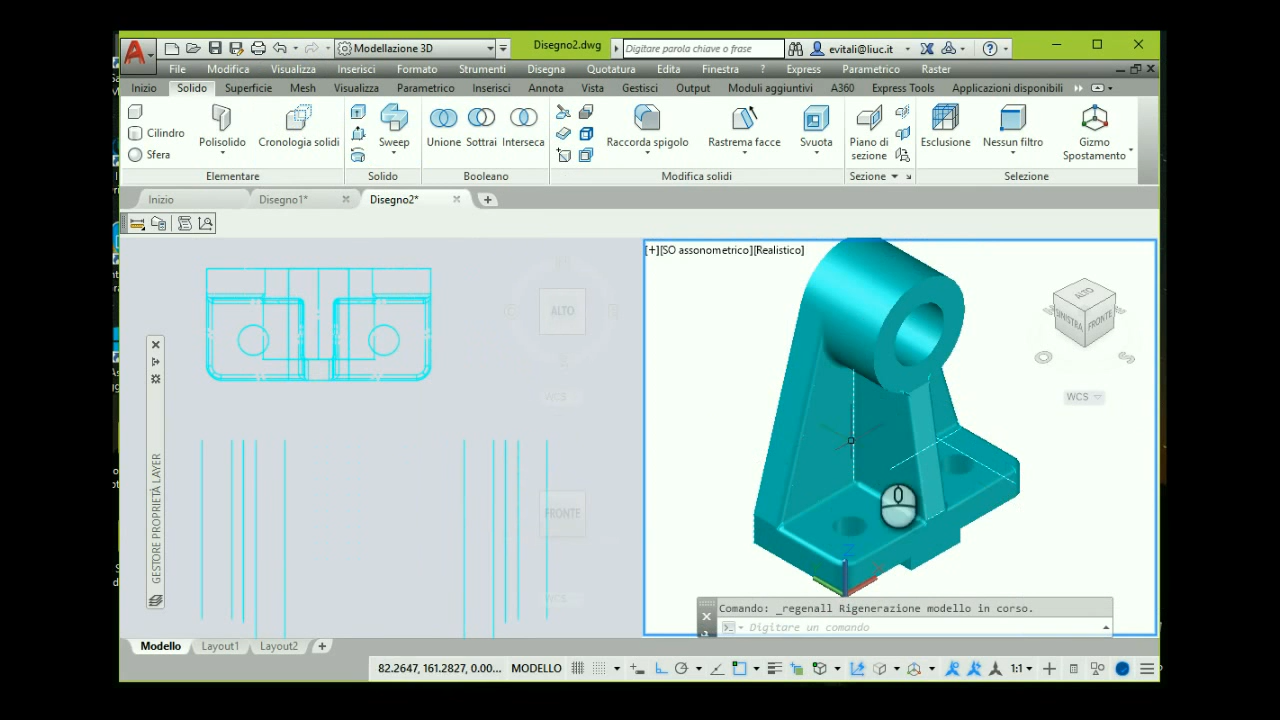 Modellazione 3D
Disegno2.dwg
Digitare parola chiave o frase
evitali@liuc.it
File Modifica Visualizza Inserisci Formato Strumenti Disegna Quotatura Edita Finestra ? Express Parametrico Raster
Inizio Solido Superficie Mesh Visualizza Parametrico Inserisci Annota Vista Gestisci Output Moduli aggiuntivi A360 Express Tools Applicazioni disponibili
Cilindro
Sfera
Polisolido
Cronologia solidi
Sweep
Unione Sottrai Interseca
Raccorda spigolo
Rastrema facce
Svuota
Piano di
sezione
Esclusione
Nessun filtro
Gizmo
Spostamento
Elementare Solido Booleano Modifica solidi Sezione Selezione
Inizio Disegno1* Disegno2*
[+][SO assonometrico][Realistico]
ALTO
WCS
FRONTE
WCS
ALTO
SINISTRA FRONTE
S
WCS
Z
GESTORE PROPRIETÀ LAYER
Comando: _regenall Rigenerazione modello in corso.
Digitare un comando
Modello Layout1 Layout2
82.2647, 161.2827, 0.00... MODELLO 1:1